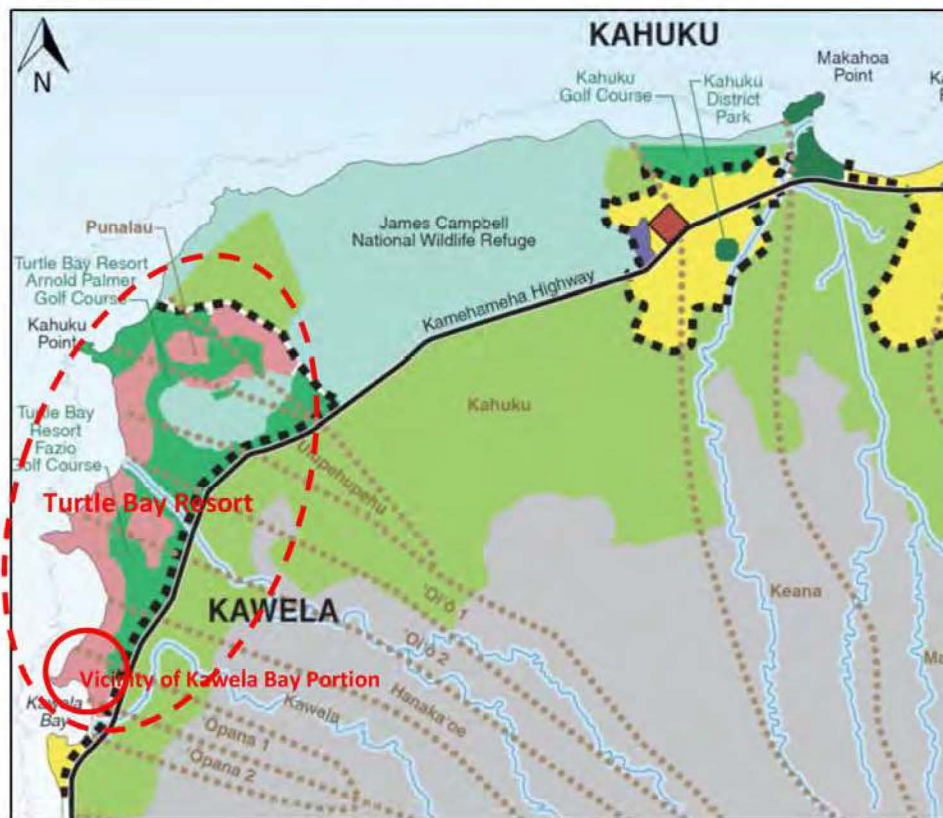 KAHUKU
N
Kahuku
Golf Course
Kahuku
District
Park
Makahoa
Point
James Campbell
National Wildlife Refuge
Punalau
Turtle Bay Resort
Arnold Palmer
Golf Course
Kahuku
Point
Kamehameha Highway
Kahuku
Turtle Bay
Resort
Fazio
Golf Course
Turtle Bay Resort
KAWELA
'Ō'io 1
'Ō'io 2
Keana
Hanaka'oe
Vicinity of Kawela Bay Portion
Kawela
Bay
Kawela
Opana 1
Opana 2